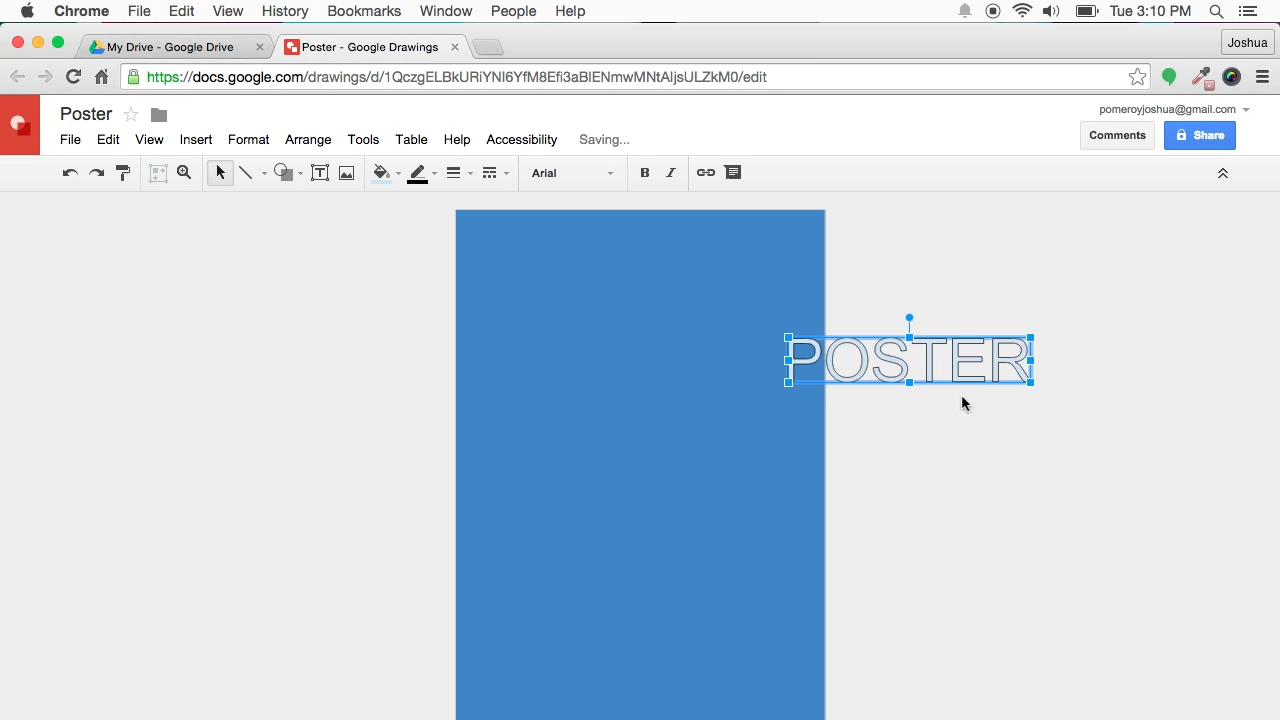 Chrome File Edit View History Bookmarks Window People Help Tue 3:10 PM
My Drive - Google Drive Poster - Google Drawings Joshua
https://docs.google.com/drawings/d/1QczgELBkURiYNI6YfM8Efi3aBIENmwMNtAljsULZkM0/edit
Poster pomeroyjoshua@gmail.com
File Edit View Insert Format Arrange Tools Table Help Accessibility Saving... Comments Share
Arial B I
POSTER